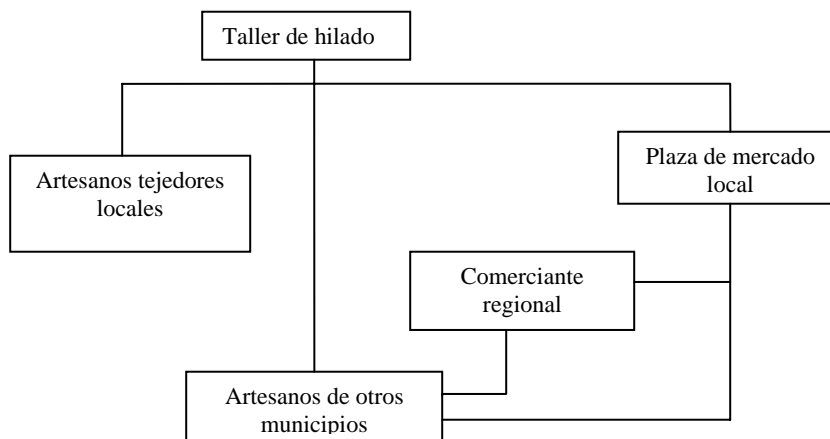 Taller de hilado
Artesanos tejedores
locales
Plaza de mercado
local
Comerciante
regional
Artesanos de otros
municipios